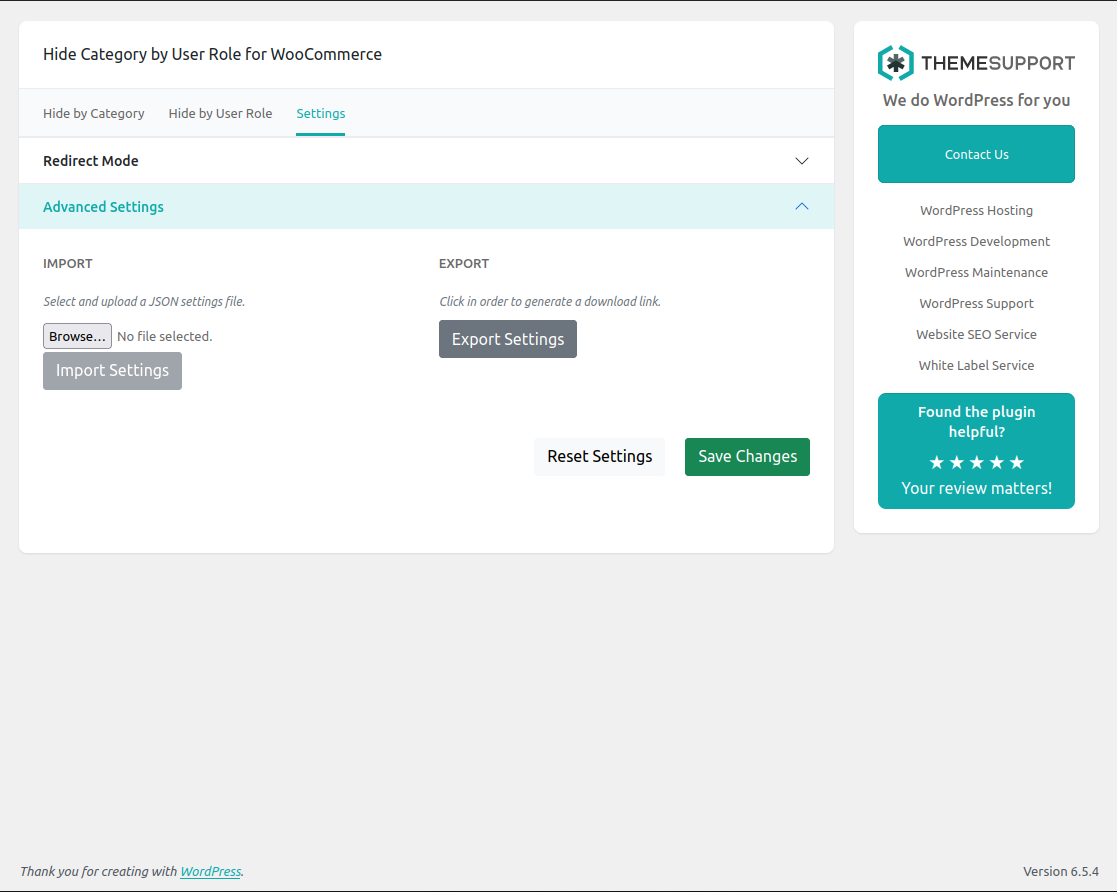 Hide Category by User Role for WooCommerce
Hide by Category
Hide by User Role
Settings
Redirect Mode
Advanced Settings
IMPORT
Select and upload a JSON settings file.
Browse...
No file selected.
Import Settings
EXPORT
Click in order to generate a download link.
Export Settings
Reset Settings
Save Changes
THEMESUPPORT
We do WordPress for you
Contact Us
WordPress Hosting
WordPress Development
WordPress Maintenance
WordPress Support
Website SEO Service
White Label Service
Found the plugin
helpful?
★ ★ ★ ★ ★
Your review matters!
Thank you for creating with WordPress.
Version 6.5.4